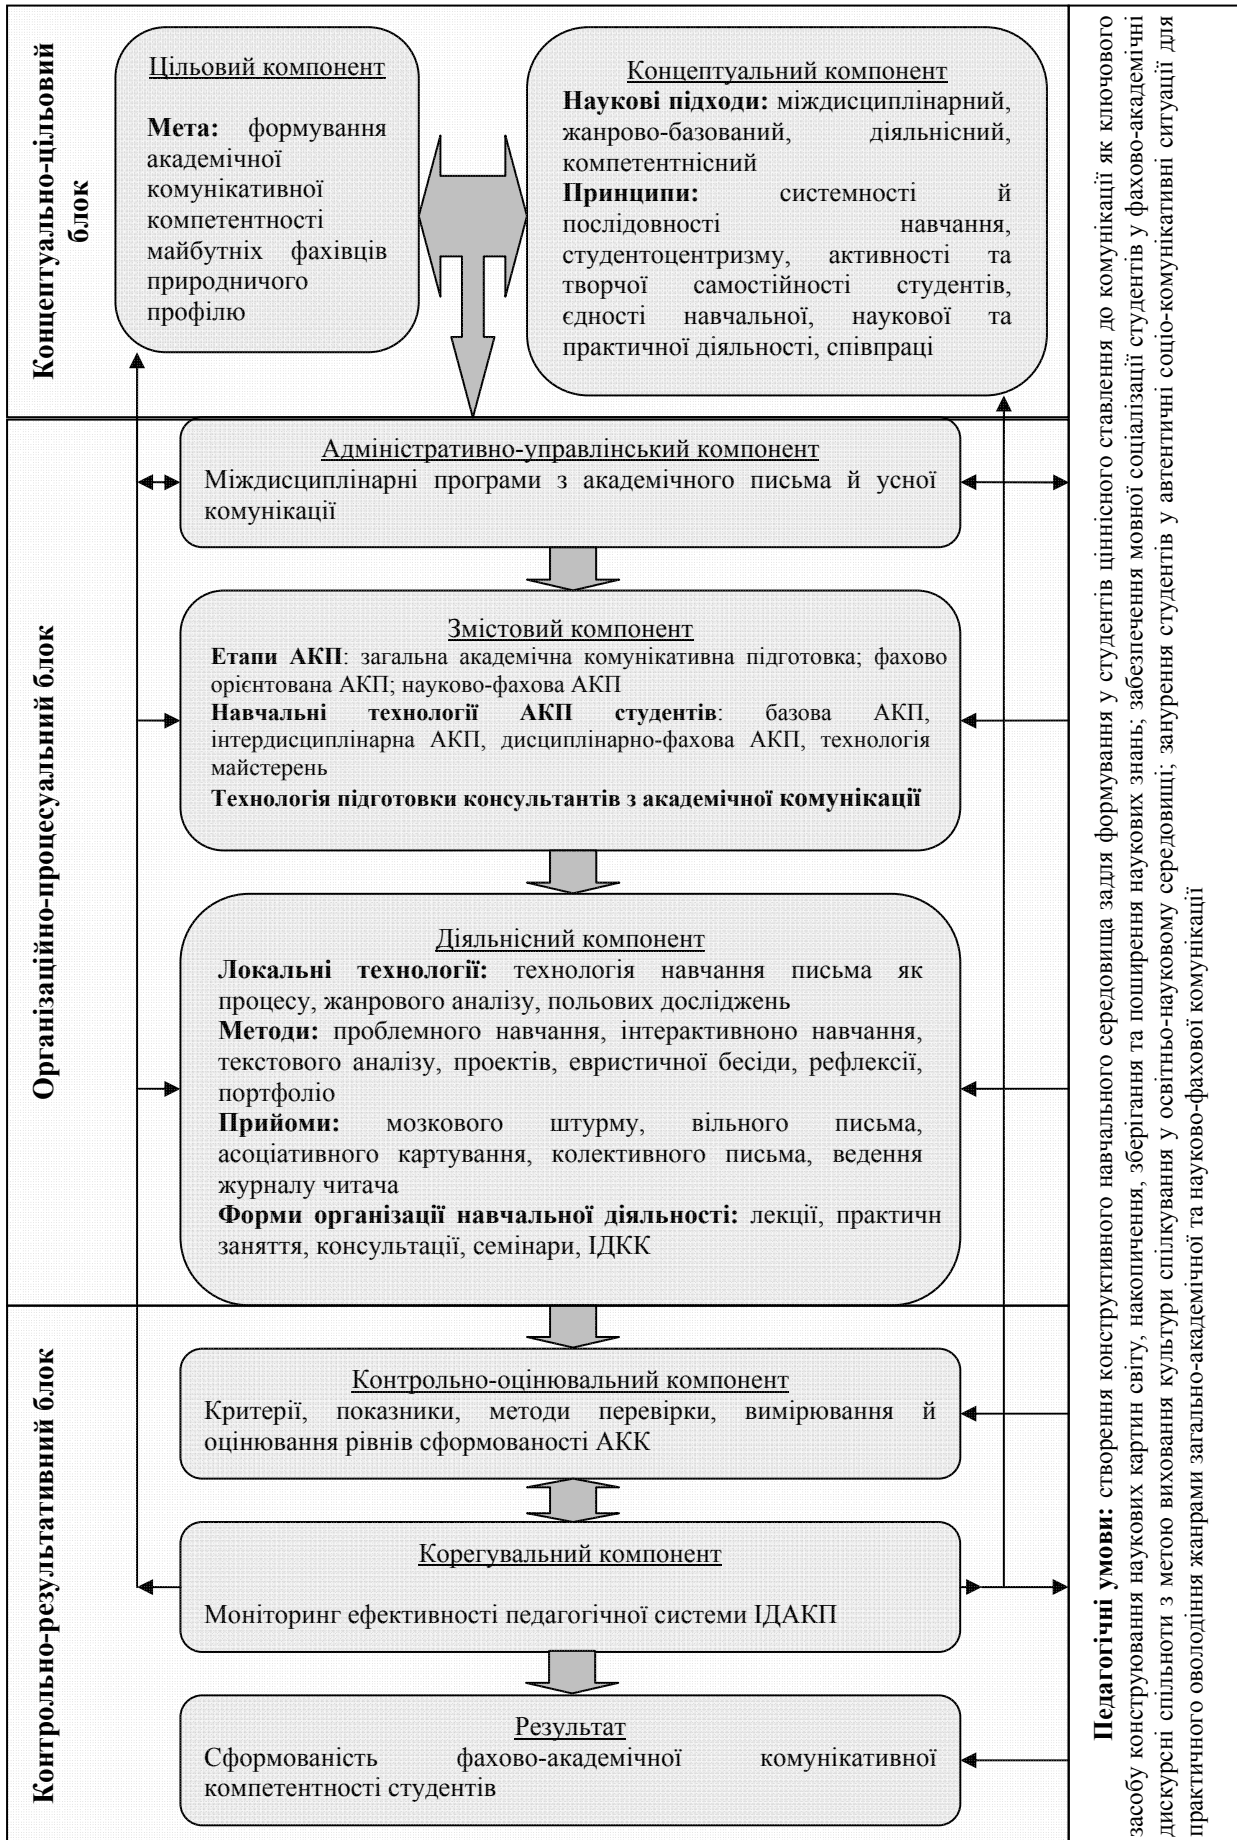 Концептуально-цільовий
блок
Цільовий компонент
Мета: формування
академічної
комунікативної
компетентності
майбутніх фахівців
природничого
профілю
Концептуальний компонент
Наукові підходи: міждисциплінарний,
жанрово-базований, діяльнісний,
компетентнісний
Принципи: системності й
послідовності навчання,
студентоцентризму, активності та
творчої самостійності студентів,
єдності навчальної, наукової та
практичної діяльності, співпраці
Організаційно-процесуальний блок
Адміністративно-управлінський компонент
Міждисциплінарні програми з академічного письма й усної
комунікації
Змістовий компонент
Етапи АКП: загальна академічна комунікативна підготовка; фахово
орієнтована АКП; науково-фахова АКП
Навчальні технології АКП студентів: базова АКП,
інтердисциплінарна АКП, дисциплінарно-фахова АКП, технологія
майстерень
Технологія підготовки консультантів з академічної комунікації
Діяльнісний компонент
Локальні технології: технологія навчання письма як
процесу, жанрового аналізу, польових досліджень
Методи: проблемного навчання, інтерактивноно навчання,
текстового аналізу, проектів, евристичної бесіди, рефлексії,
портфоліо
Прийоми: мозкового штурму, вільного письма,
асоціативного картування, колективного письма, ведення
журналу читача
Форми організації навчальної діяльності: лекції, практичн
заняття, консультації, семінари, ІДКК
Контрольно-результативний блок
Контрольно-оцінювальний компонент
Критерії, показники, методи перевірки, вимірювання й
оцінювання рівнів сформованості АКК
Корегувальний компонент
Моніторинг ефективності педагогічної системи ІДАКП
Результат
Сформованість фахово-академічної комунікативної
компетентності студентів
Педагогічні умови: створення конструктивного навчального середовища задля формування у студентів ціннісного ставлення до комунікації як ключового
засобу конструювання наукових картин світу, накопичення, зберігання та поширення наукових знань; забезпечення мовної соціалізації студентів у фахово-академічні
дискурсні спільноти з метою виховання культури спілкування у освітньо-науковому середовищі; занурення студентів у автентичні соціо-комунікативні ситуації для
практичного оволодіння жанрами загально-академічної та науково-фахової комунікації